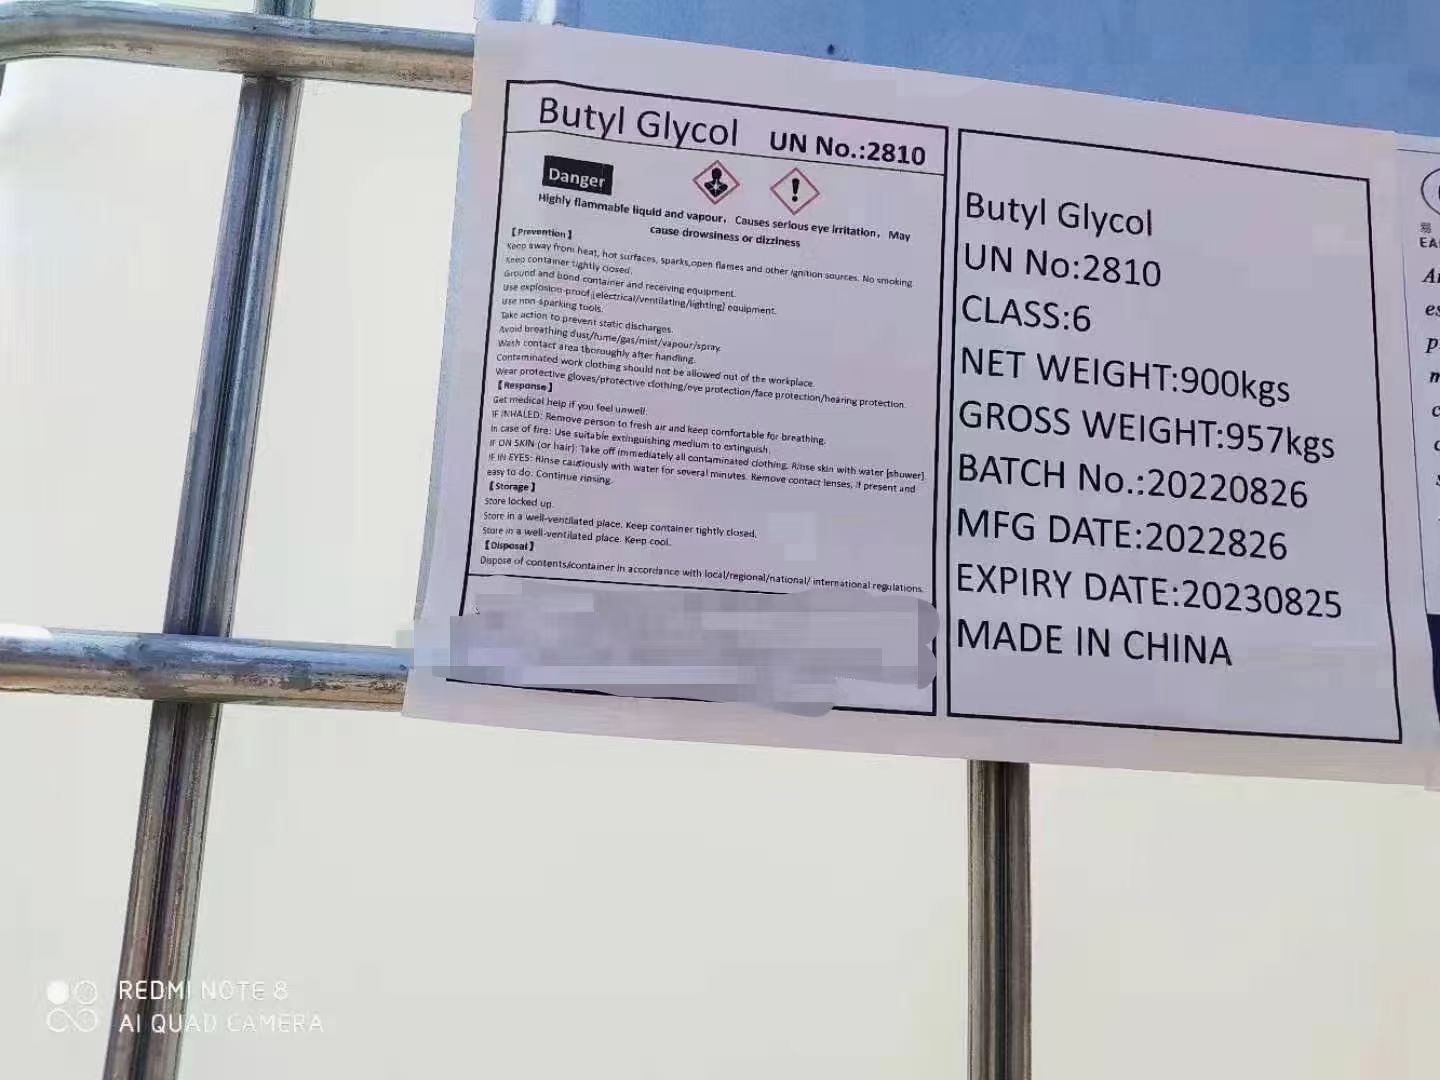 Butyl Glycol UN No.:2810
Danger
Highly flammable liquid and vapour, Causes serious eye irritation, May
cause drowsiness or dizziness
【Prevention】
Keep away from heat, hot surfaces, sparks,open flames and other ignition sources. No smoking
Keep container tightly closed.
Ground and bond container and receiving equipment.
Use explosion-proof [electrical/ventilating/lighting] equipment.
Use non-sparking tools.
Take action to prevent static discharges.
Avoid breathing dust/fume/gas/mist/vapour/spray.
Wash contact area thoroughly after handling.
Contaminated work clothing should not be allowed out of the workplace.
Wear protective gloves/protective clothing/eye protection/face protection/hearing protection.
【Response】
Get medical help if you feel unwell.
IF INHALED: Remove person to fresh air and keep comfortable for breathing.
In case of fire: Use suitable extinguishing medium to extinguish.
IF ON SKIN (or hair): Take off immediately all contaminated clothing. Rinse skin with water [shower]
IF IN EYES: Rinse cautiously with water for several minutes. Remove contact lenses, if present and
easy to do. Continue rinsing.
【Storage】
Store locked up.
Store in a well-ventilated place. Keep container tightly closed.
Store in a well-ventilated place. Keep cool.
【Disposal】
Dispose of contents/container in accordance with local/regional/national/ international regulations.
Butyl Glycol
UN No:2810
CLASS:6
NET WEIGHT:900kgs
GROSS WEIGHT:957kgs
BATCH No.:20220826
MFG DATE:2022826
EXPIRY DATE:20230825
MADE IN CHINA
REDMI NOTE 8
AI QUAD CAMERA